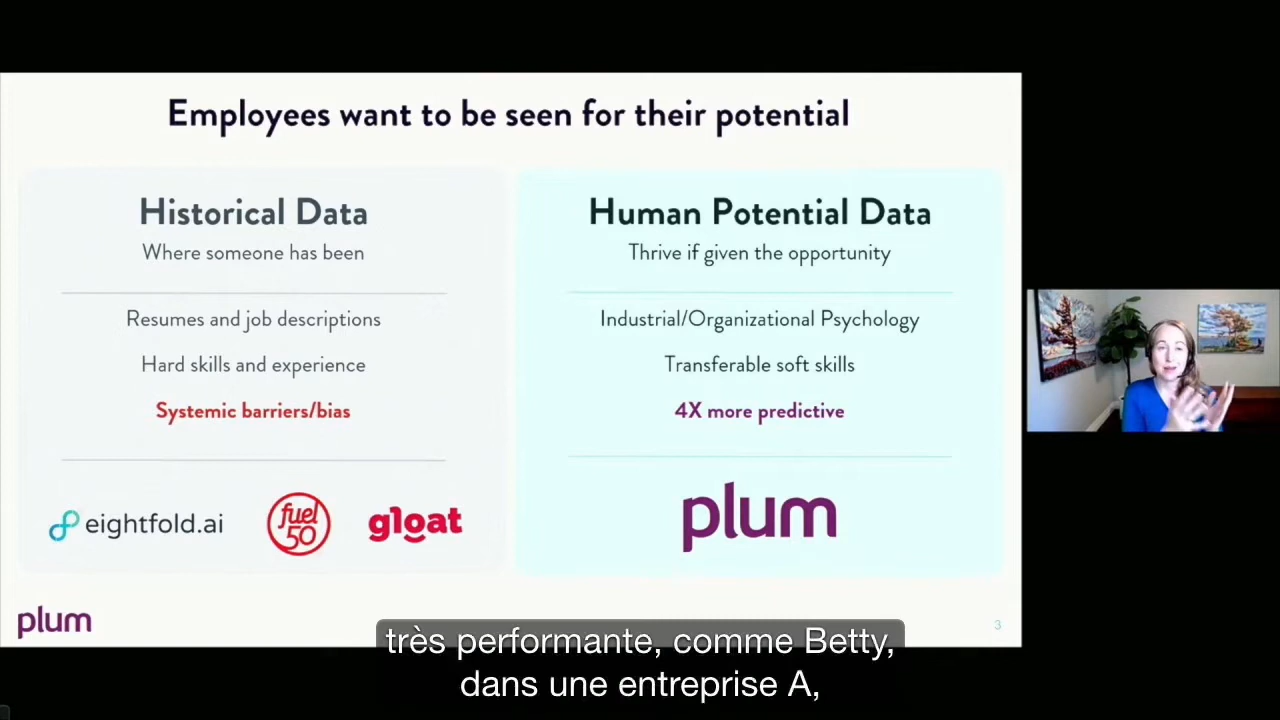 Employees want to be seen for their potential
Historical Data
Where someone has been
Resumes and job descriptions
Hard skills and experience
Systemic barriers/bias
eightfold.ai
fuel
50
gloat
Human Potential Data
Thrive if given the opportunity
Industrial/Organizational Psychology
Transferable soft skills
4X more predictive
plum
plum
3
très performante, comme Betty,
dans une entreprise A,